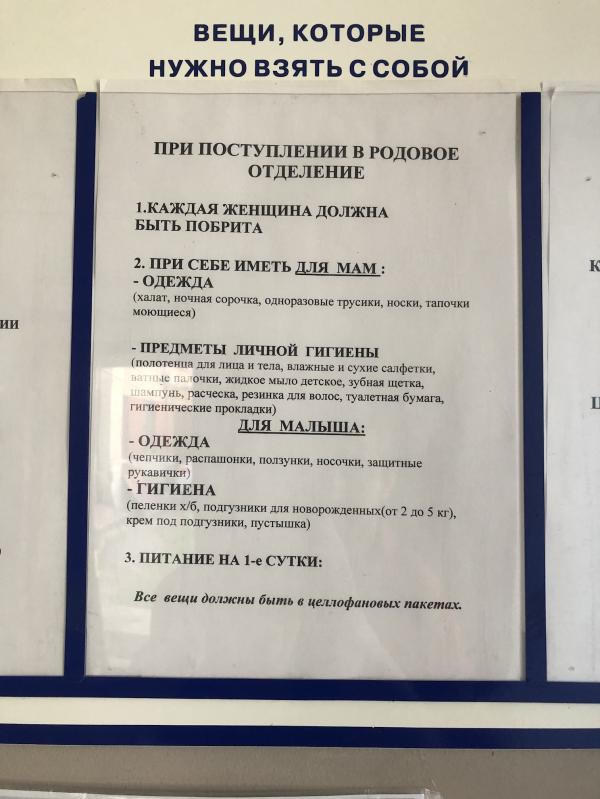 ВЕЩИ, КОТОРЫЕ
НУЖНО ВЗЯТЬ С СОБОЙ
ПРИ ПОСТУПЛЕНИИ В РОДОВОЕ
ОТДЕЛЕНИЕ
1.КАЖДАЯ ЖЕНЩИНА ДОЛЖНА
БЫТЬ ПОБРИТА
2. ПРИ СЕБЕ ИМЕТЬ ДЛЯ МАМ :
- ОДЕЖДА
(халат, ночная сорочка, одноразовые трусики, носки, тапочки
моющиеся)
- ПРЕДМЕТЫ ЛИЧНОЙ ГИГИЕНЫ
(полотенца для лица и тела, влажные и сухие салфетки,
ватные палочки, жидкое мыло детское, зубная щетка,
шампунь, расческа, резинка для волос, туалетная бумага,
гигиенические прокладки)
ДЛЯ МАЛЫША:
- ОДЕЖДА
(чепчики, распашонки, ползунки, носочки, защитные
рукавички)
- ГИГИЕНА
(пеленки х/б, подгузники для новорожденных(от 2 до 5 кг),
крем под подгузники, пустышка)
3. ПИТАНИЕ НА 1-е СУТКИ:
Все вещи должны быть в целлофановых пакетах.